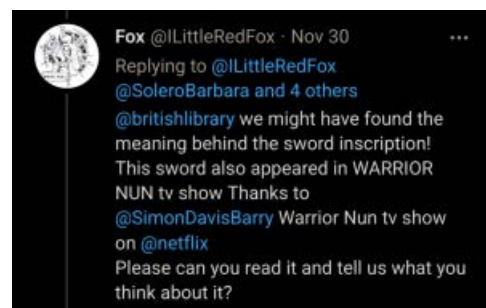 Fox @ILittleRedFox · Nov 30
Replying to @ILittleRedFox
@SoleroBarbara and 4 others
@britishlibrary we might have found the
meaning behind the sword inscription!
This sword also appeared in WARRIOR
NUN tv show Thanks to
@SimonDavisBarry Warrior Nun tv show
on @netflix
Please can you read it and tell us what you
think about it?